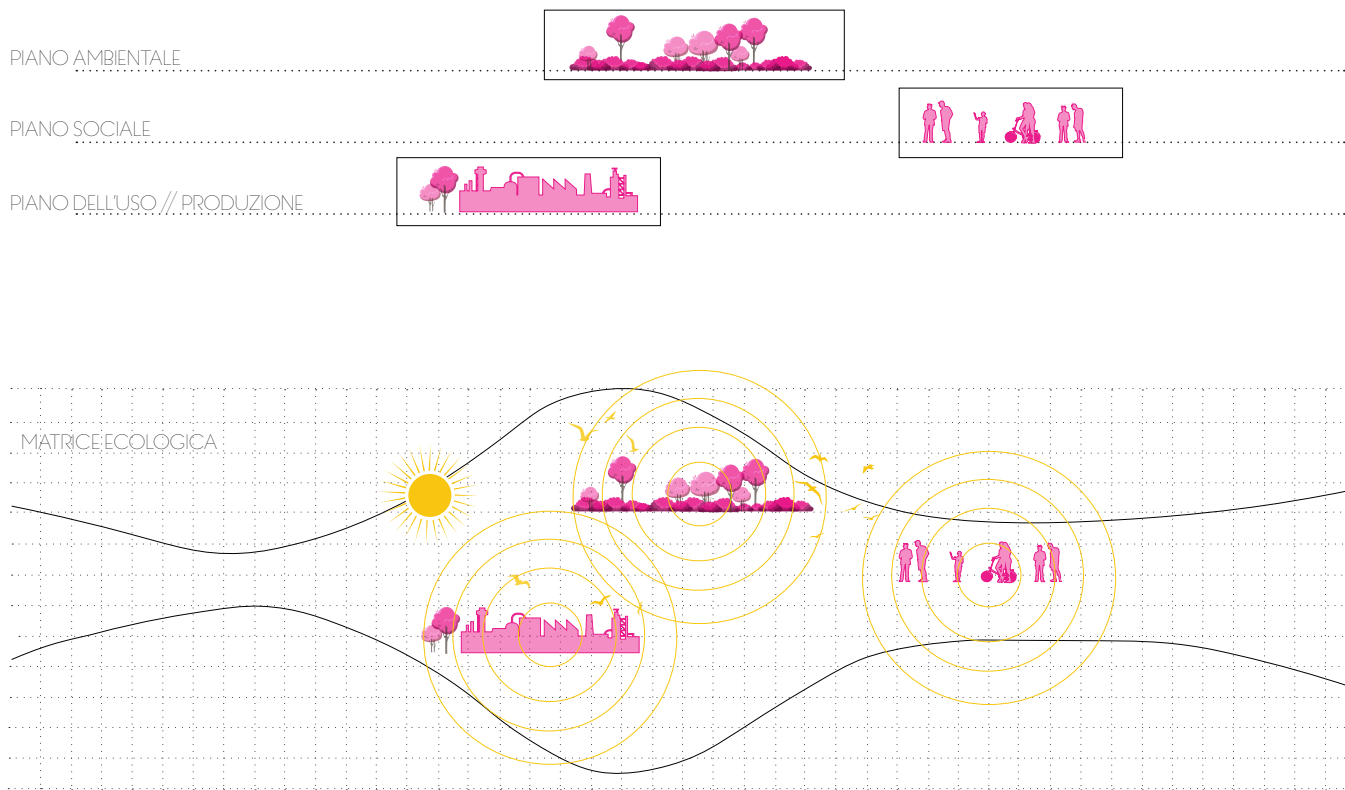 PIANO AMBIENTALE
PIANO SOCIALE
PIANO DELL'USO // PRODUZIONE
MATRICE ECOLOGICA